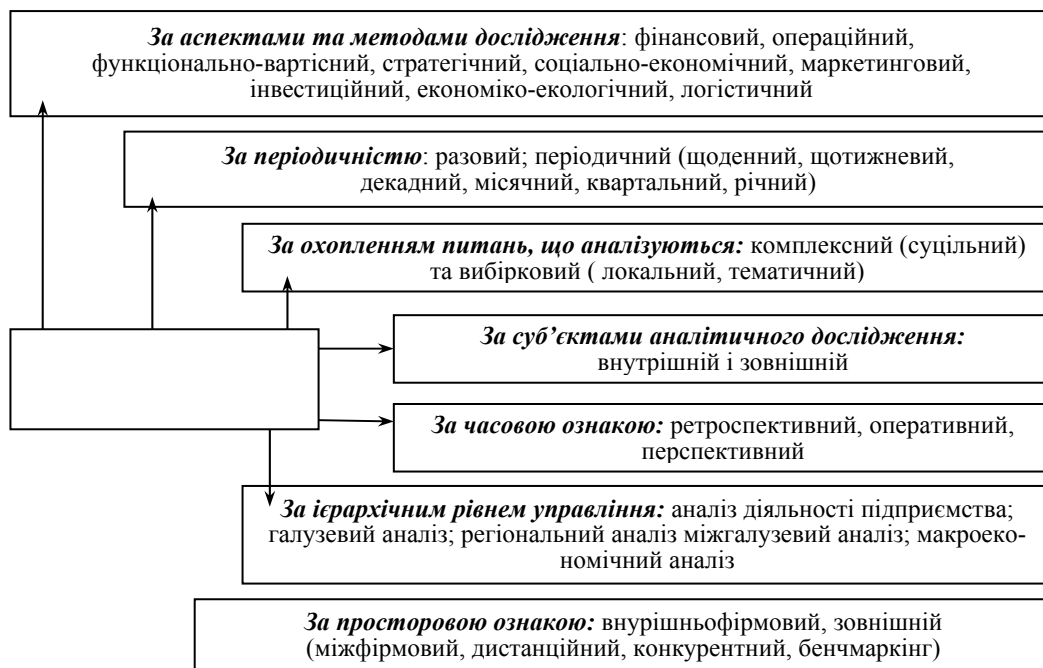 За аспектами та методами дослідження: фінансовий, операційний,
функціонально-вартісний, стратегічний, соціально-економічний, маркетинговий,
інвестиційний, економіко-екологічний, логістичний
За періодичністю: разовий; періодичний (щоденний, щотижневий,
декадний, місячний, квартальний, річний)
За охопленням питань, що аналізуються: комплексний (суцільний)
та вибірковий ( локальний, тематичний)
За суб’єктами аналітичного дослідження:
внутрішній і зовнішній
За часовою ознакою: ретроспективний, оперативний,
перспективний
За ієрархічним рівнем управління: аналіз діяльності підприємства;
галузевий аналіз; регіональний аналіз міжгалузевий аналіз; макроеко-
номічний аналіз
За просторовою ознакою: внурішньофірмовий, зовнішній
(міжфірмовий, дистанційний, конкурентний, бенчмаркінг)